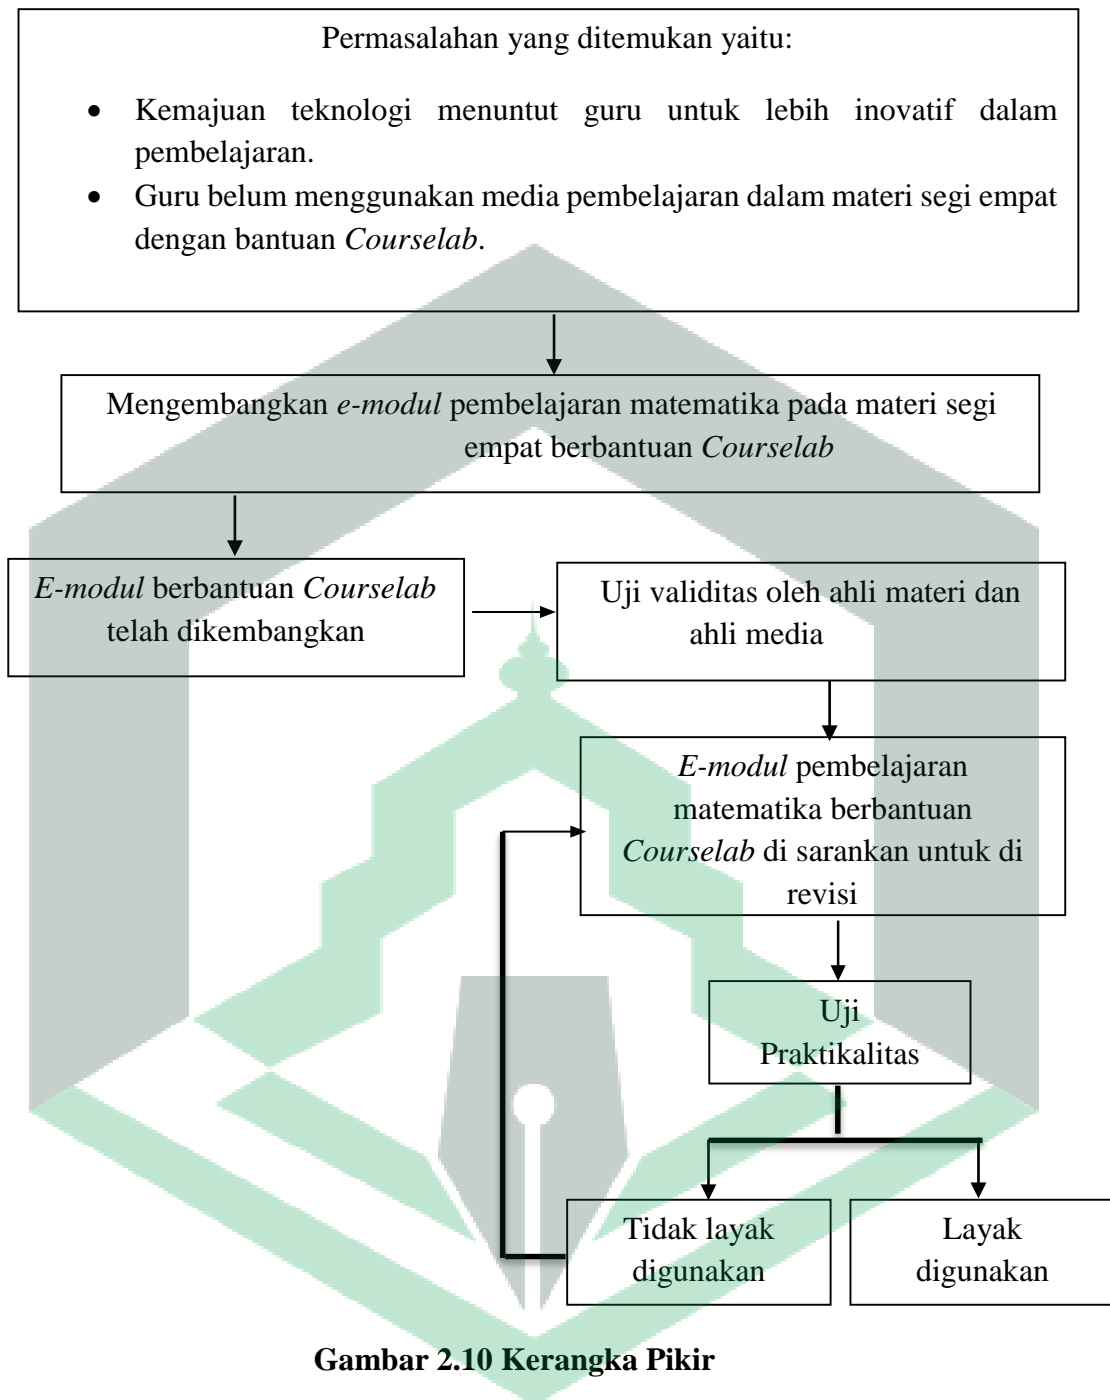 Permasalahan yang ditemukan yaitu:
• Kemajuan teknologi menuntut guru untuk lebih inovatif dalam
pembelajaran.
• Guru belum menggunakan media pembelajaran dalam materi segi empat
dengan bantuan Courselab.
Mengembangkan e-modul pembelajaran matematika pada materi segi
empat berbantuan Courselab
E-modul berbantuan Courselab
telah dikembangkan
Uji validitas oleh ahli materi dan
ahli media
E-modul pembelajaran
matematika berbantuan
Courselab di sarankan untuk di
revisi
Uji
Praktikalitas
Tidak layak
digunakan
Layak
digunakan
Gambar 2.10 Kerangka Pikir